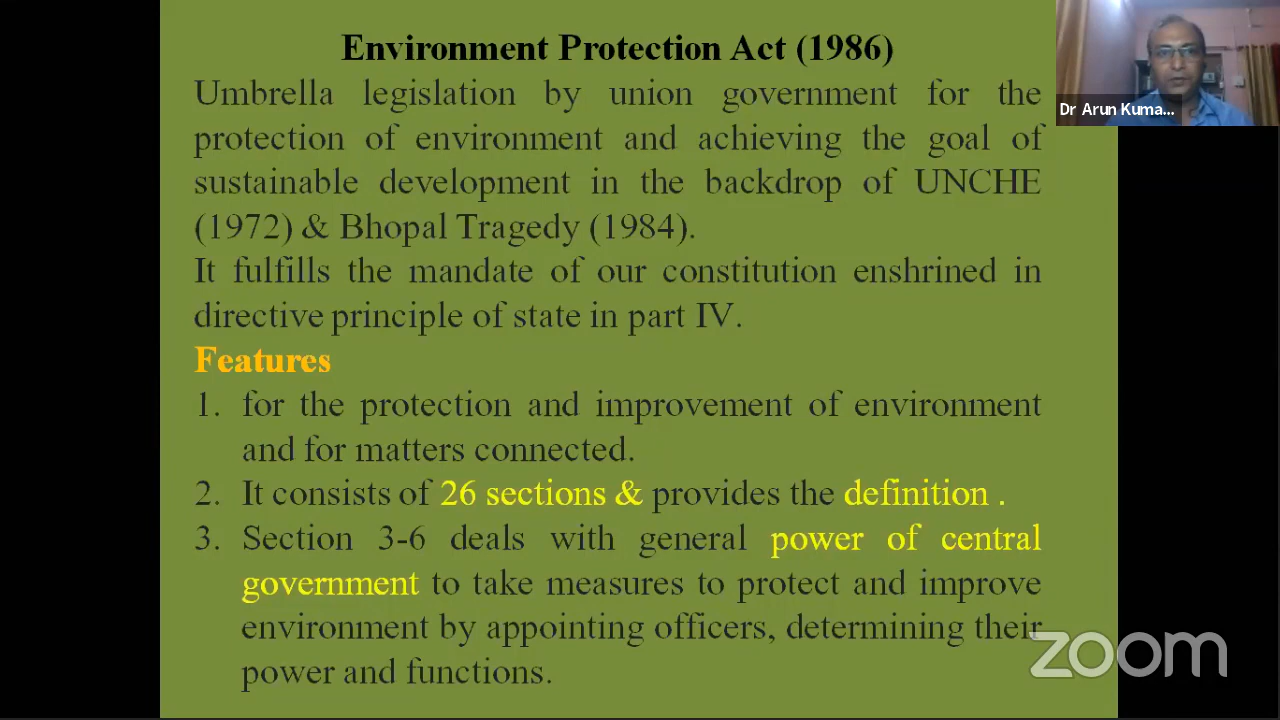 Environment Protection Act (1986)
Umbrella legislation by union government for the
protection of environment and achieving the goal of
sustainable development in the backdrop of UNCHE
(1972) & Bhopal Tragedy (1984).
It fulfills the mandate of our constitution enshrined in
directive principle of state in part IV.
Features
1. for the protection and improvement of environment
and for matters connected.
2. It consists of 26 sections & provides the definition .
3. Section 3-6 deals with general power of central
government to take measures to protect and improve
environment by appointing officers, determining their
power and functions.
Dr Arun Kuma...
zoom